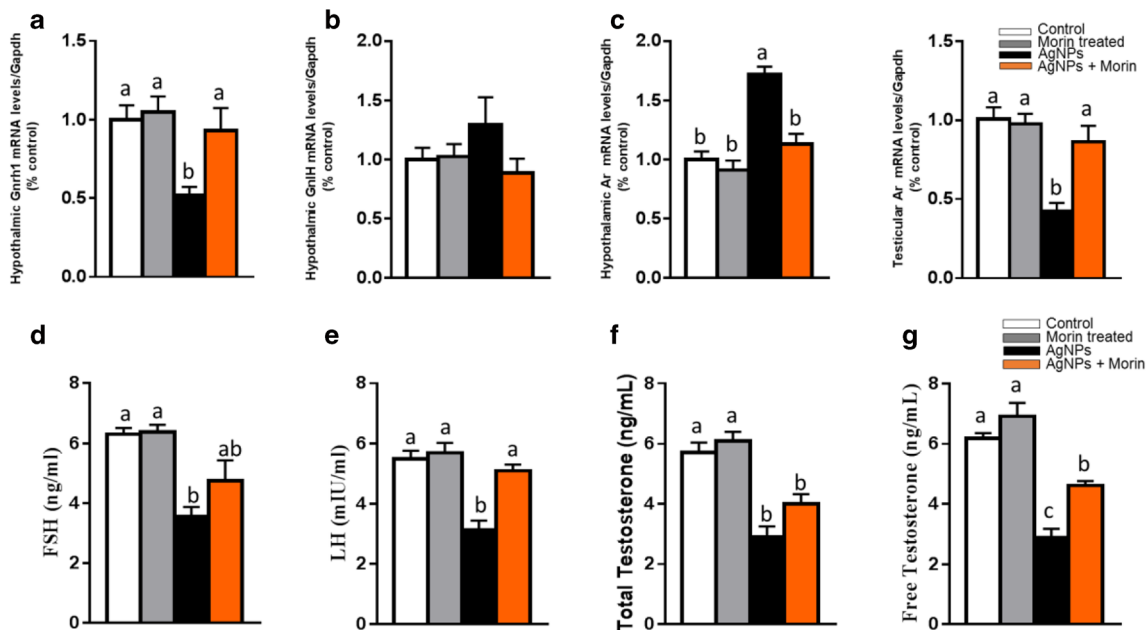 a
Hypothalmic Gnrh1 mRNA levels/Gapdh
(% control)
1.5
1.0
0.5
0.0
a
a
b
a
b
Hypothalmic GnIH mRNA levels/Gapdh
(% control)
2.0
1.5
1.0
0.5
0.0
c
Hypothalamic Ar mRNA levels/Gapdh
(% control)
2.0
1.5
1.0
0.5
0.0
b
b
a
b
Testicular Ar mRNA levels/Gapdh
(% control)
1.5
1.0
0.5
0.0
a
a
b
a
Control
Morin treated
AgNPs
AgNPs + Morin
d
FSH (ng/ml)
8
6
4
2
0
a
a
b
ab
e
LH (mIU/ml)
8
6
4
2
0
a
a
b
a
f
Total Testosterone (ng/mL)
8
6
4
2
0
a
a
b
b
g
Free Testosterone (ng/mL)
8
6
4
2
0
a
a
c
b
Control
Morin treated
AgNPs
AgNPs + Morin